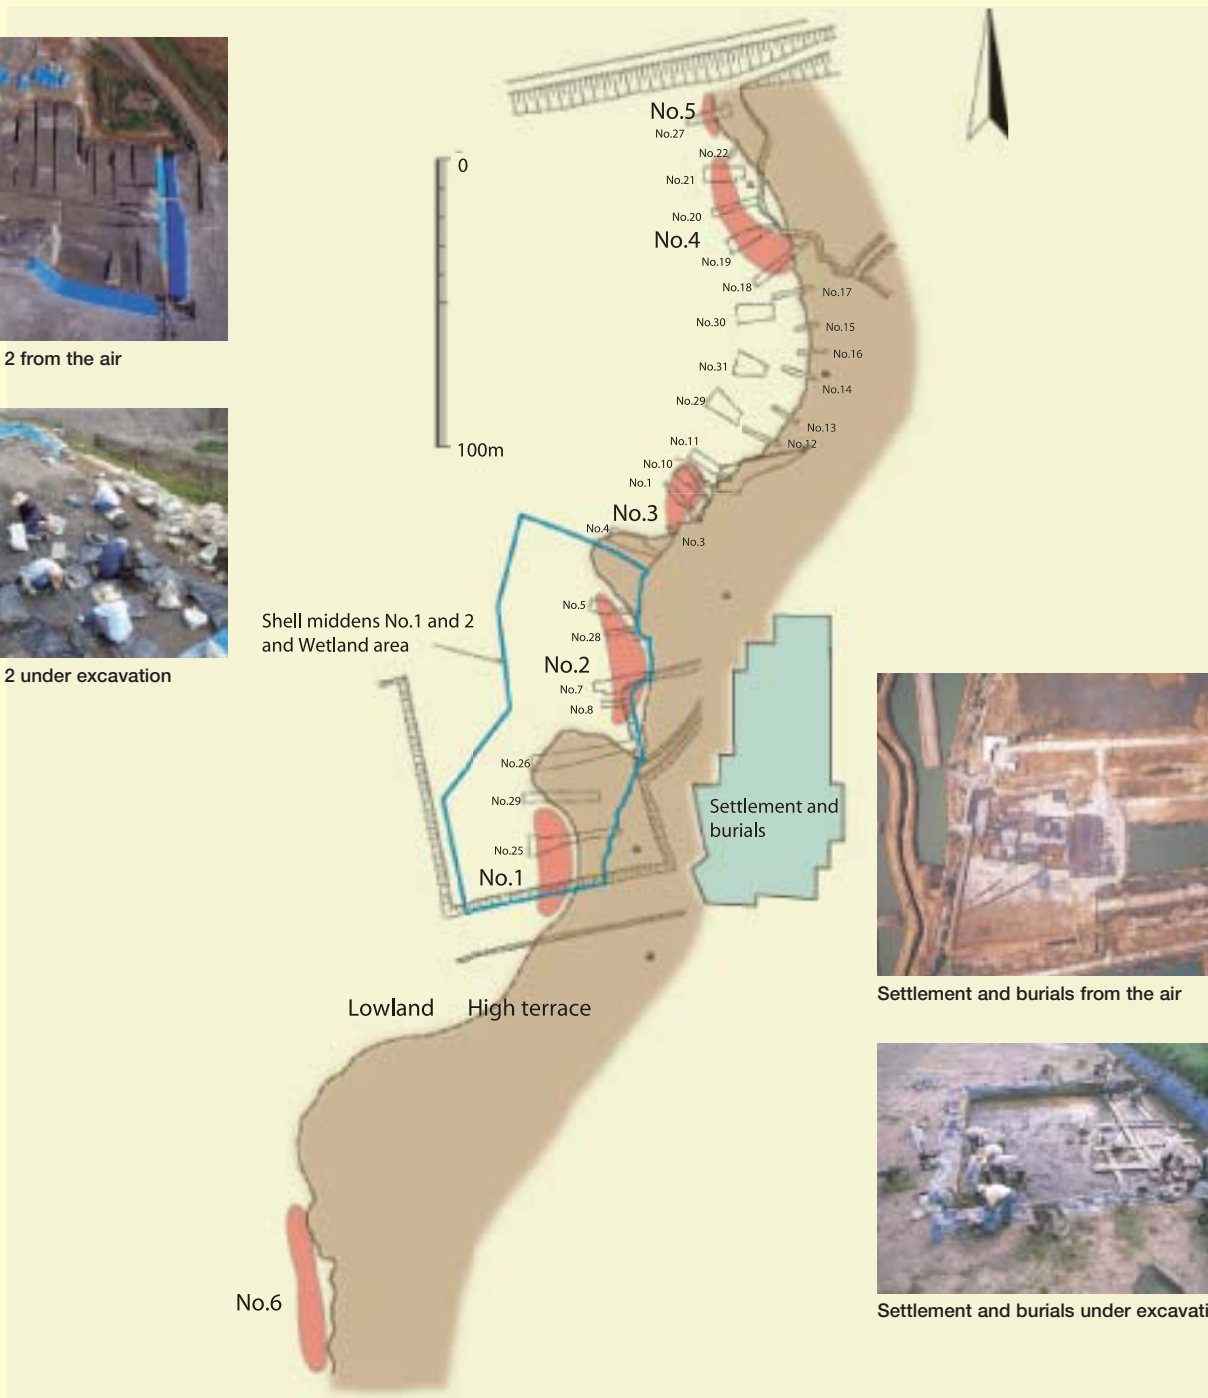 No.5
No.27
No.22
0
No.21
No.20
No.4
No.19
No.18
No.17
No.30
No.15
2 from the air
No.16
No.31
No.14
No.29
No.13
No.11
No.12
100m
No.10
No.1
No.3
No.4
No.3
No.5
Shell middens No.1 and 2
and Wetland area
No.28
No.2
2 under excavation
No.7
No.8
No.26
No.29
Settlement and
burials
No.25
No.1
Settlement and burials from the air
Lowland
High terrace
No.6
Settlement and burials under excavati